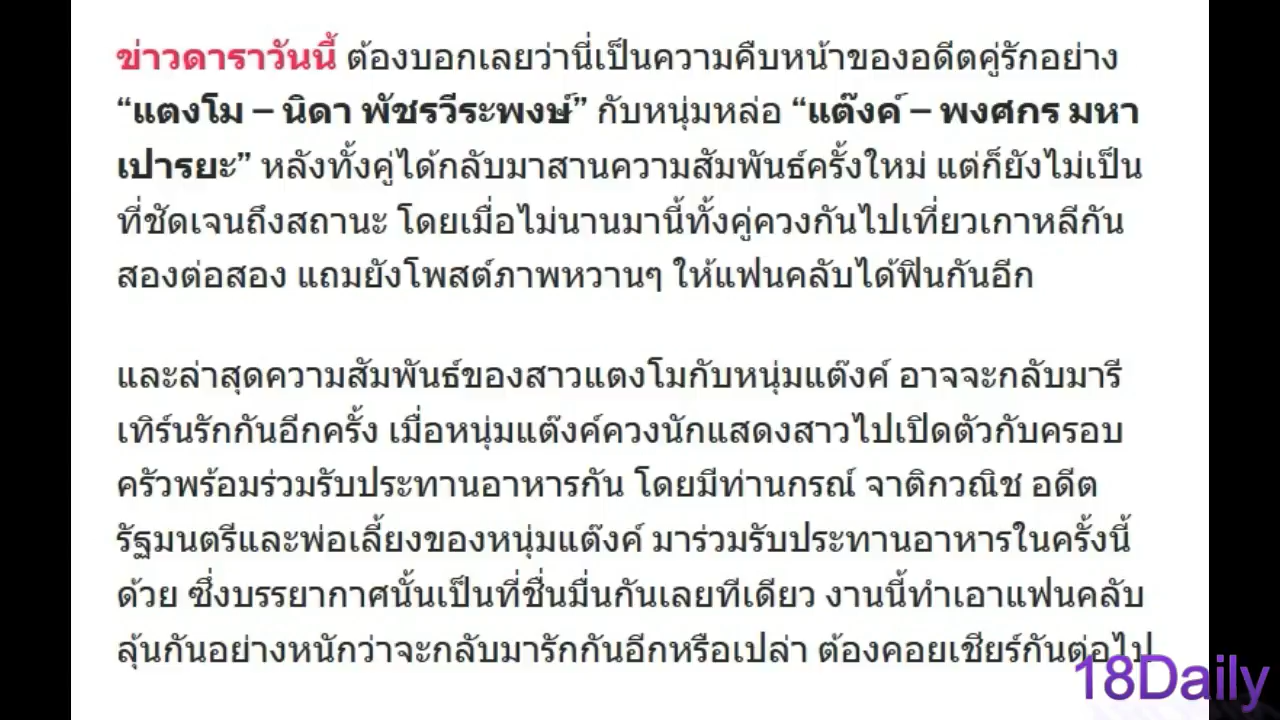 ข่าวดาราวันนี้ ต้องบอกเลยว่านี่เป็นความคืบหน้าของอดีตคู่รักอย่าง
“แตงโม – นิดา พัชรวีระพงษ์” กับหนุ่มหล่อ “แต๊งค์ – พงศกร มหา
เปารยะ” หลังทั้งคู่ได้กลับมาสานความสัมพันธ์ครั้งใหม่ แต่ก็ยังไม่เป็น
ที่ชัดเจนถึงสถานะ โดยเมื่อไม่นานมานี้ทั้งคู่ควงกันไปเที่ยวเกาหลีกัน
สองต่อสอง แถมยังโพสต์ภาพหวานๆ ให้แฟนคลับได้ฟินกันอีก
และล่าสุดความสัมพันธ์ของสาวแตงโมกับหนุ่มแต๊งค์ อาจจะกลับมารี
เทิร์นรักกันอีกครั้ง เมื่อหนุ่มแต๊งค์ควงนักแสดงสาวไปเปิดตัวกับครอบ
ครัวพร้อมร่วมรับประทานอาหารกัน โดยมีท่านกรณ์ จาติกวณิช อดีต
รัฐมนตรีและพ่อเลี้ยงของหนุ่มแต๊งค์ มาร่วมรับประทานอาหารในครั้งนี้
ด้วย ซึ่งบรรยากาศนั้นเป็นที่ชื่นมื่นกันเลยทีเดียว งานนี้ทำเอาแฟนคลับ
ลุ้นกันอย่างหนักว่าจะกลับมารักกันอีกหรือเปล่า ต้องคอยเชียร์กันต่อไป
18Daily